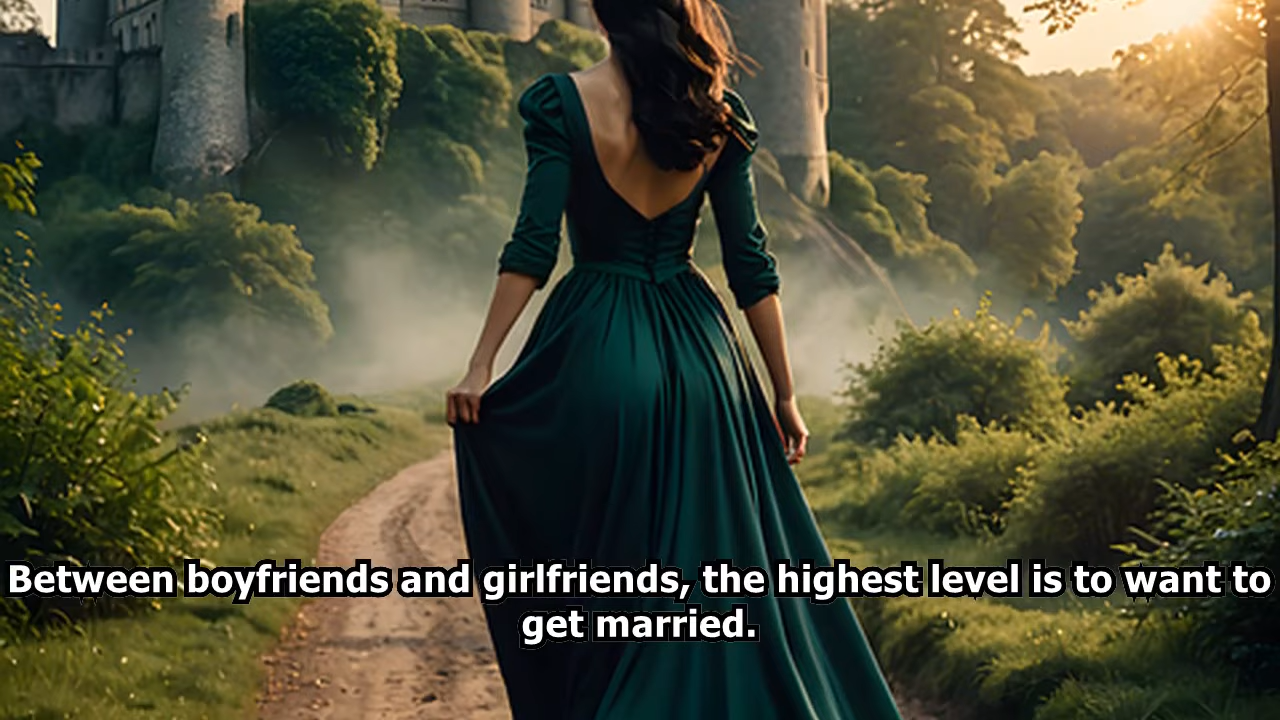 Between boyfriends and girlfriends, the highest level is to want to
get married.